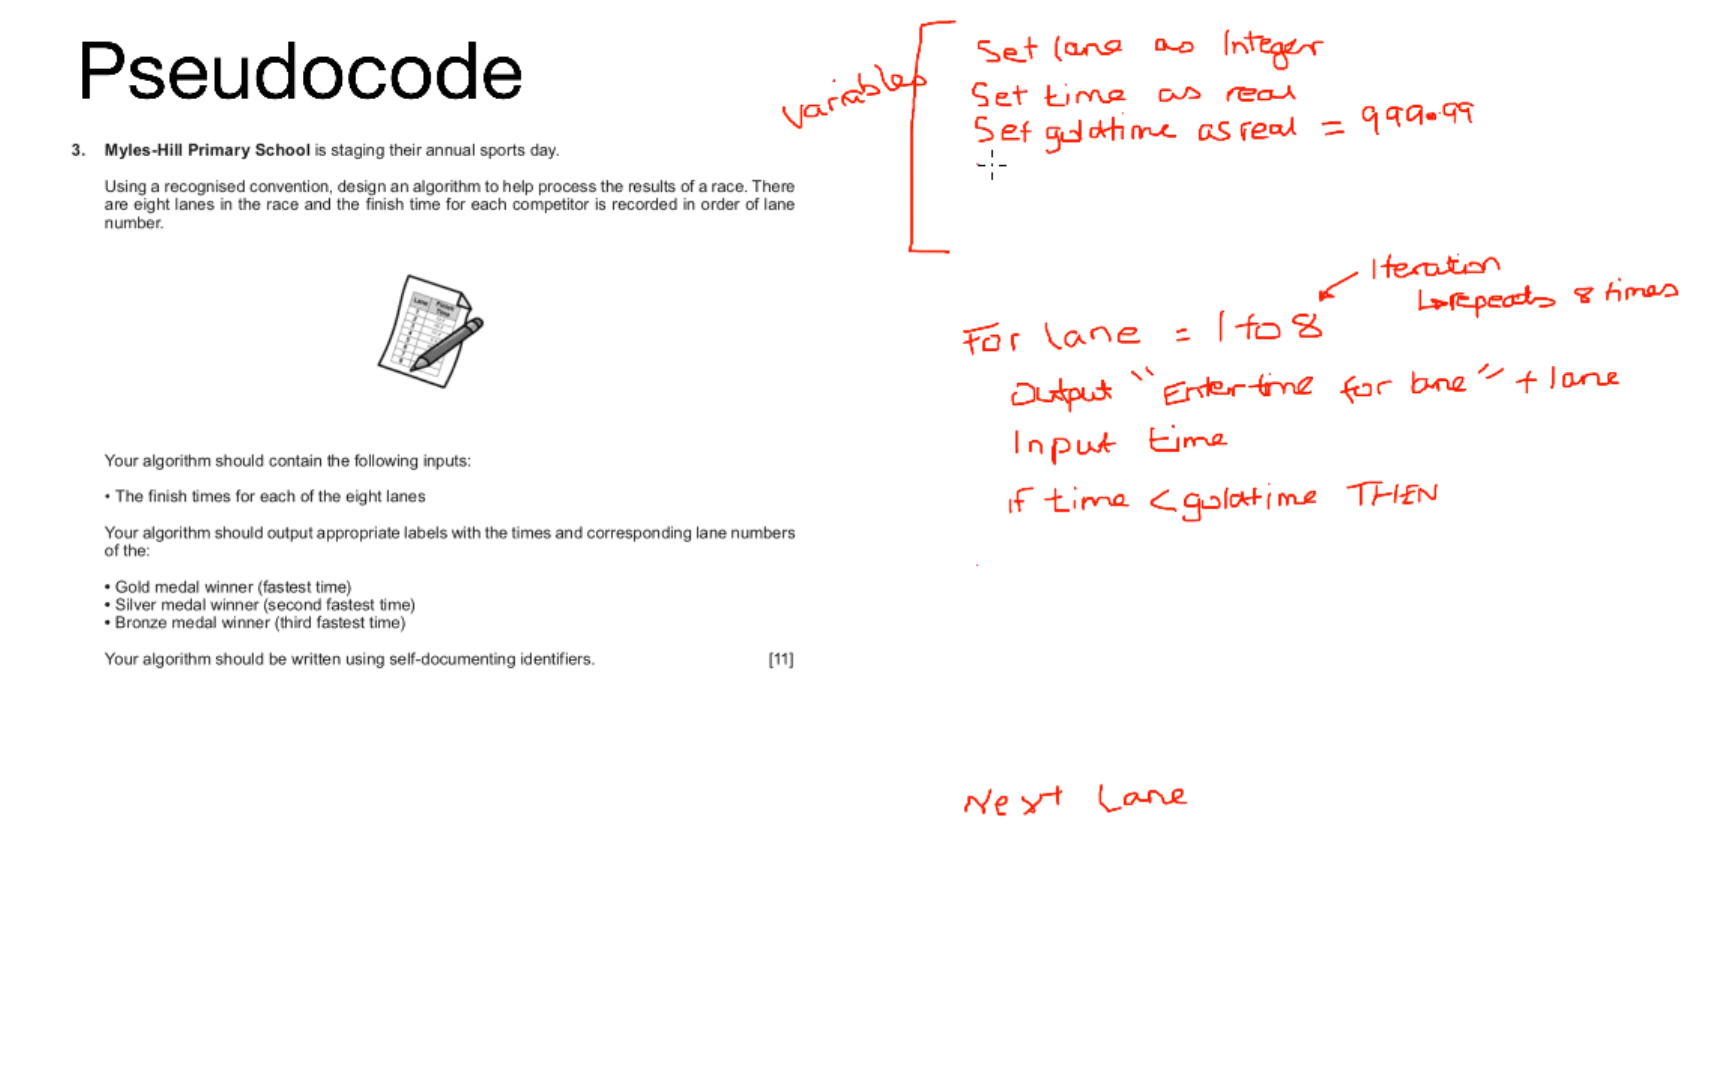 Pseudocode
3. Myles-Hill Primary School is staging their annual sports day.
Using a recognised convention, design an algorithm to help process the results of a race. There
are eight lanes in the race and the finish time for each competitor is recorded in order of lane
number.
Lane Finish Time
Your algorithm should contain the following inputs:
• The finish times for each of the eight lanes
Your algorithm should output appropriate labels with the times and corresponding lane numbers
of the:
• Gold medal winner (fastest time)
• Silver medal winner (second fastest time)
• Bronze medal winner (third fastest time)
Your algorithm should be written using self-documenting identifiers. [11]
variables
Set lane as Integer
Set time as real
Set goldtime as real = 999.99
Iteration
↳ repeats 8 times
For lane = 1 to 8
Output "Enter time for lane" + lane
Input time
if time < goldtime THEN
Next Lane